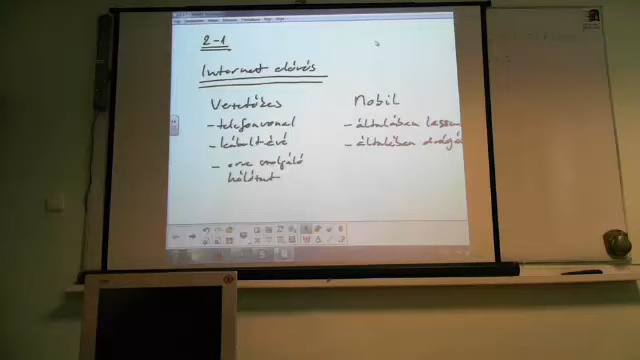 2-1
Internet elérés
Vezetékes
Mobil
- telefonvonal
- kábeltévé
- erre szolgáló
hálózat
- általában lassú
- általában drága